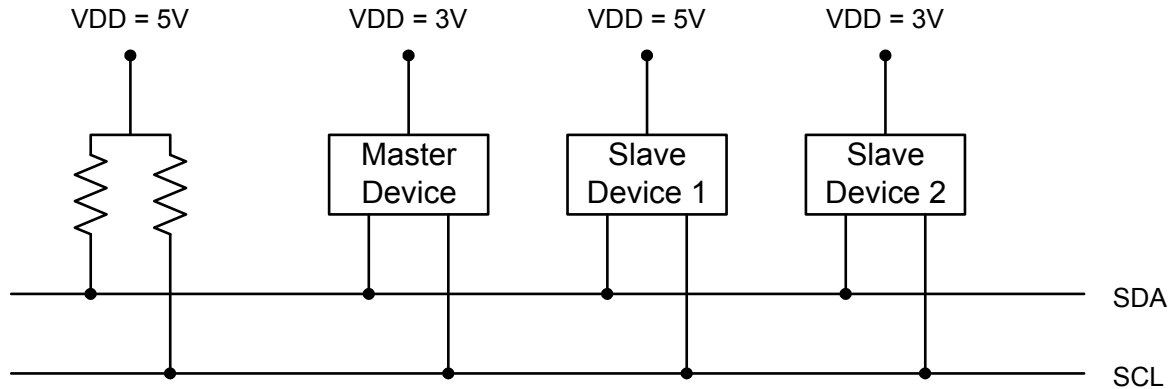 VDD = 5V
VDD = 3V
VDD = 5V
VDD = 3V
Master
Device
Slave
Device 1
Slave
Device 2
SDA
SCL